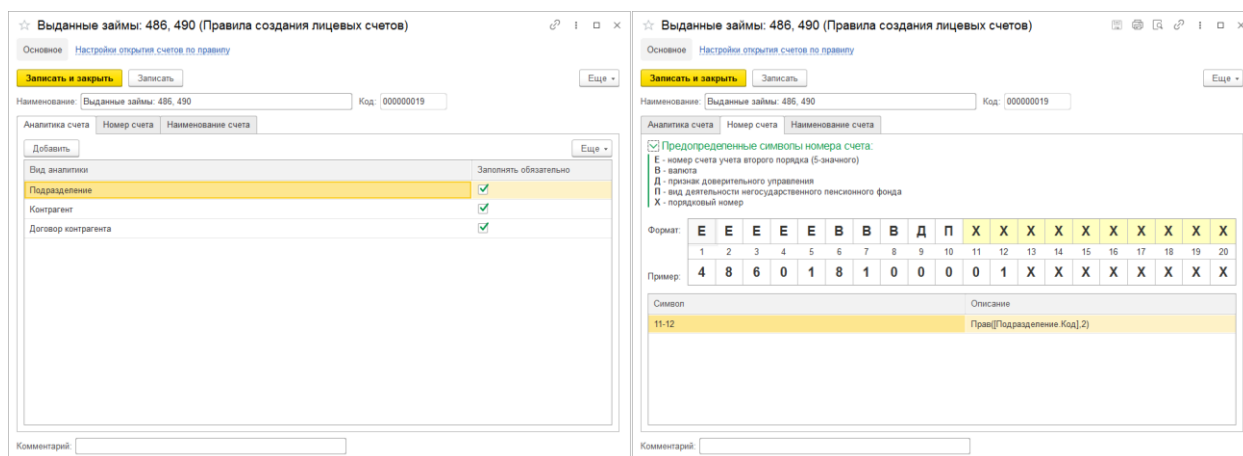 Выданные займы: 486, 490 (Правила создания лицевых счетов)
Основное Настройки открытия счетов по правилу
Записать и закрыть Записать Еще
Наименование: Выданные займы: 486, 490 Код: 000000019
Аналитика счета Номер счета Наименование счета
Добавить Еще
Вид аналитики Заполнять обязательно
Подразделение
Контрагент
Договор контрагента
Комментарий:
Выданные займы: 486, 490 (Правила создания лицевых счетов)
Основное Настройки открытия счетов по правилу
Записать и закрыть Записать Еще
Наименование: Выданные займы: 486, 490 Код: 000000019
Аналитика счета Номер счета Наименование счета
Предопределенные символы номера счета:
Е - номер счета учета второго порядка (5-значного)
В - валюта
Д - признак доверительного управления
П - вид деятельности негосударственного пенсионного фонда
Х - порядковый номер
Формат: Е Е Е Е Е В В В Д П Х Х Х Х Х Х Х Х Х Х
1 2 3 4 5 6 7 8 9 10 11 12 13 14 15 16 17 18 19 20
Пример: 4 8 6 0 1 8 1 0 0 0 0 1 Х Х Х Х Х Х Х Х
Символ Описание
11-12 Прав([Подразделение.Код],2)
Комментарий: